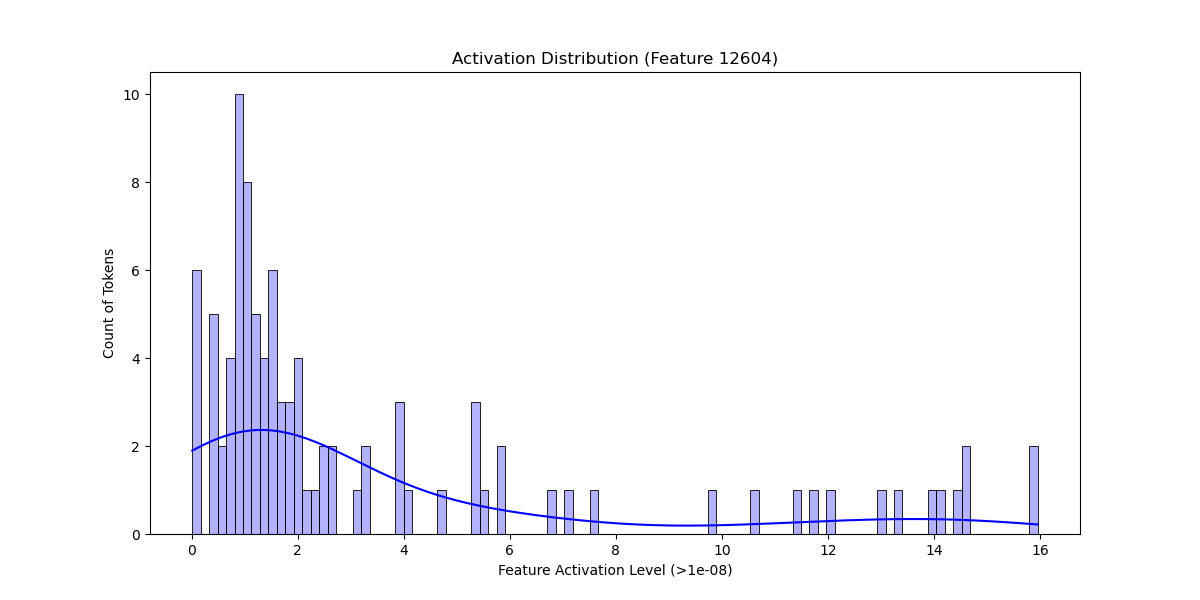 Activation Distribution (Feature 12604)
10
8
6
4
2
0
Count of Tokens
0 2 4 6 8 10 12 14 16
Feature Activation Level (>1e-08)